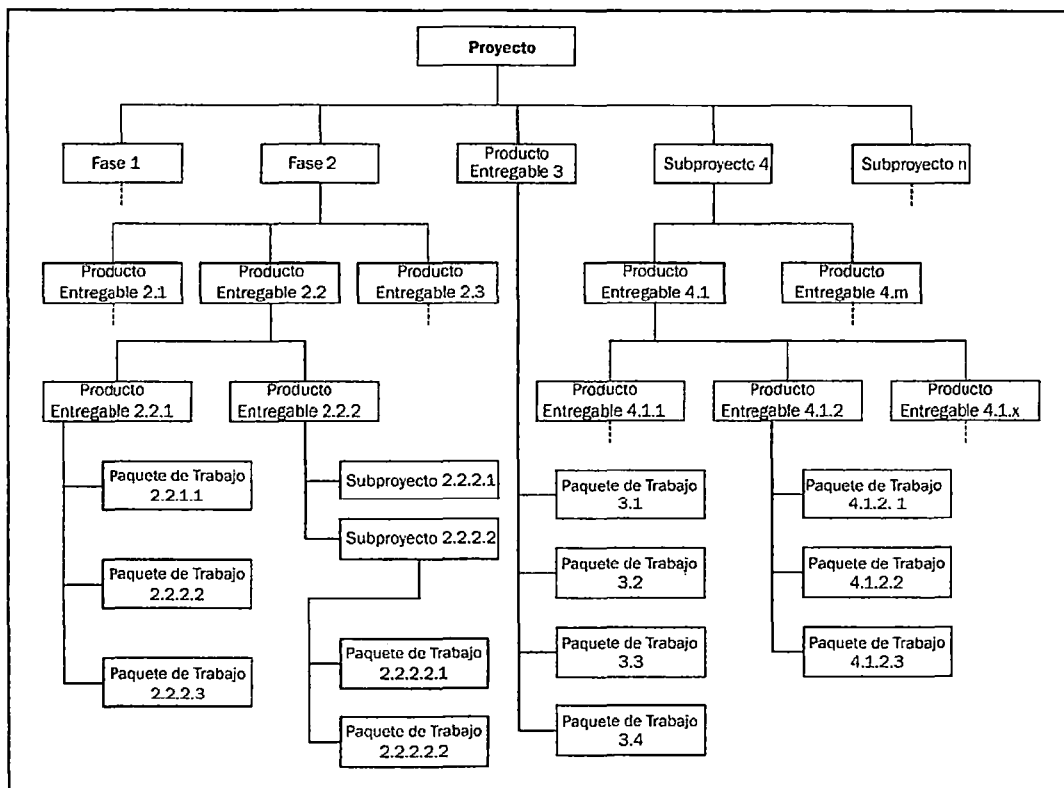 Proyecto
Fase 1
Fase 2
Producto
Entregable 3
Subproyecto 4
Subproyecto n
Producto
Entregable 2.1
Producto
Entregable 2.2
Producto
Entregable 2.3
Producto
Entregable 4.1
Producto
Entregable 4.m
Producto
Entregable 2.2.1
Producto
Entregable 2.2.2
Producto
Entregable 4.1.1
Producto
Entregable 4.1.2
Producto
Entregable 4.1.x
Paquete de Trabajo
2.2.1.1
Paquete de Trabajo
2.2.2.2
Paquete de Trabajo
2.2.2.3
Subproyecto 2.2.2.1
Subproyecto 2.2.2.2
Paquete de Trabajo
2.2.2.2.1
Paquete de Trabajo
2.2.2.2.2
Paquete de Trabajo
3.1
Paquete de Trabajo
3.2
Paquete de Trabajo
3.3
Paquete de Trabajo
3.4
Paquete de Trabajo
4.1.2. 1
Paquete de Trabajo
4.1.2.2
Paquete de Trabajo
4.1.2.3